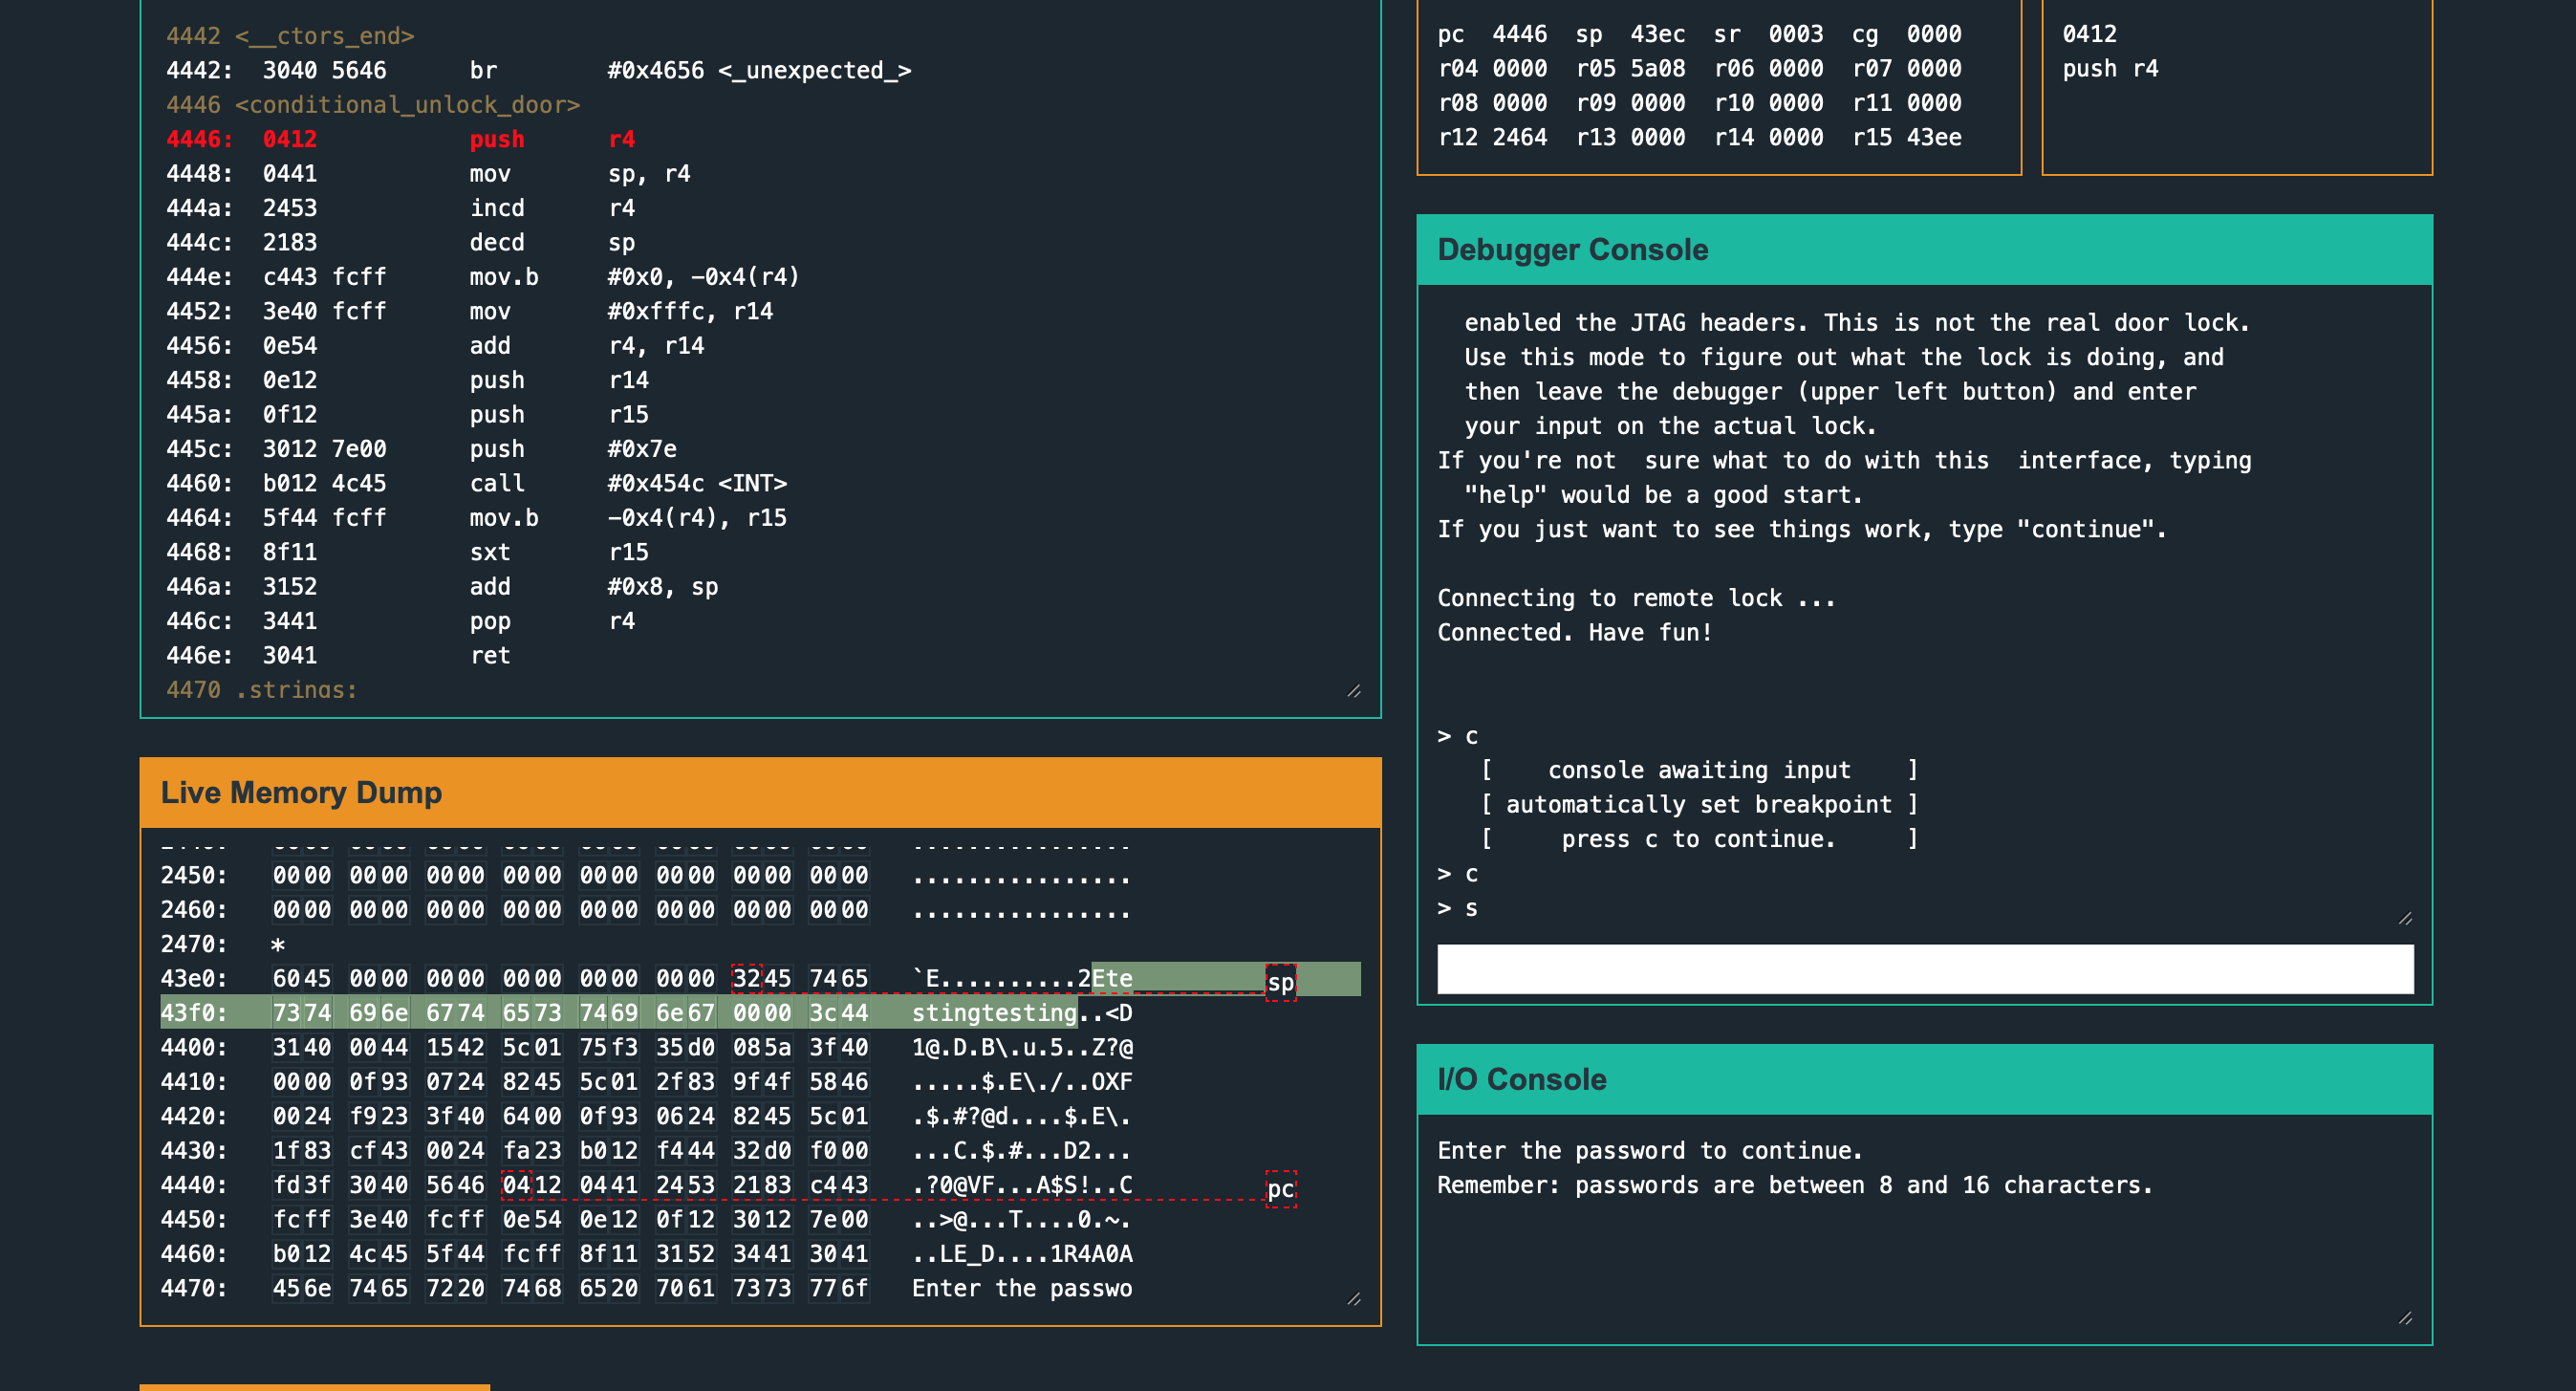 4442 <__ctors_end>
4442:  3040 5646      br        #0x4656 <_unexpected_>
4446 <conditional_unlock_door>
4446:  0412           push      r4
4448:  0441           mov       sp, r4
444a:  2453           incd      r4
444c:  2183           decd      sp
444e:  c443 fcff      mov.b     #0x0, -0x4(r4)
4452:  3e40 fcff      mov       #0xfffc, r14
4456:  0e54           add       r4, r14
4458:  0e12           push      r14
445a:  0f12           push      r15
445c:  3012 7e00      push      #0x7e
4460:  b012 4c45      call      #0x454c <INT>
4464:  5f44 fcff      mov.b     -0x4(r4), r15
4468:  8f11           sxt       r15
446a:  3152           add       #0x8, sp
446c:  3441           pop       r4
446e:  3041           ret
4470 .strings:
Live Memory Dump
2450:   0000 0000 0000 0000 0000 0000 0000 0000   ................
2460:   0000 0000 0000 0000 0000 0000 0000 0000   ................
2470:   *
43e0:   6045 0000 0000 0000 0000 0000 3245 7465   `E..........2Ete sp
43f0:   7374 696e 6774 6573 7469 6e67 0000 3c44   stingtesting..<D
4400:   3140 0044 1542 5c01 75f3 35d0 085a 3f40   1@.D.B\.u.5..Z?@
4410:   0000 0f93 0724 8245 5c01 2f83 9f4f 5846   .....$.E\./..OXF
4420:   0024 f923 3f40 6400 0f93 0624 8245 5c01   .$.#?@d....$.E\.
4430:   1f83 cf43 0024 fa23 b012 f444 32d0 f000   ...C.$.#...D2...
4440:   fd3f 3040 5646 0412 0441 2453 2183 c443   .?0@VF...A$S!..C pc
4450:   fcff 3e40 fcff 0e54 0e12 0f12 3012 7e00   ..>@...T....0.~.
4460:   b012 4c45 5f44 fcff 8f11 3152 3441 3041   ..LE_D....1R4A0A
4470:   456e 7465 7220 7468 6520 7061 7373 776f   Enter the passwo
pc  4446  sp  43ec  sr  0003  cg  0000
r04 0000  r05 5a08  r06 0000  r07 0000
r08 0000  r09 0000  r10 0000  r11 0000
r12 2464  r13 0000  r14 0000  r15 43ee
0412
push r4
Debugger Console
enabled the JTAG headers. This is not the real door lock.
Use this mode to figure out what the lock is doing, and
then leave the debugger (upper left button) and enter
your input on the actual lock.
If you're not  sure what to do with this  interface, typing
"help" would be a good start.
If you just want to see things work, type "continue".
Connecting to remote lock ...
Connected. Have fun!
> c
[    console awaiting input    ]
[ automatically set breakpoint ]
[     press c to continue.     ]
> c
> s
I/O Console
Enter the password to continue.
Remember: passwords are between 8 and 16 characters.